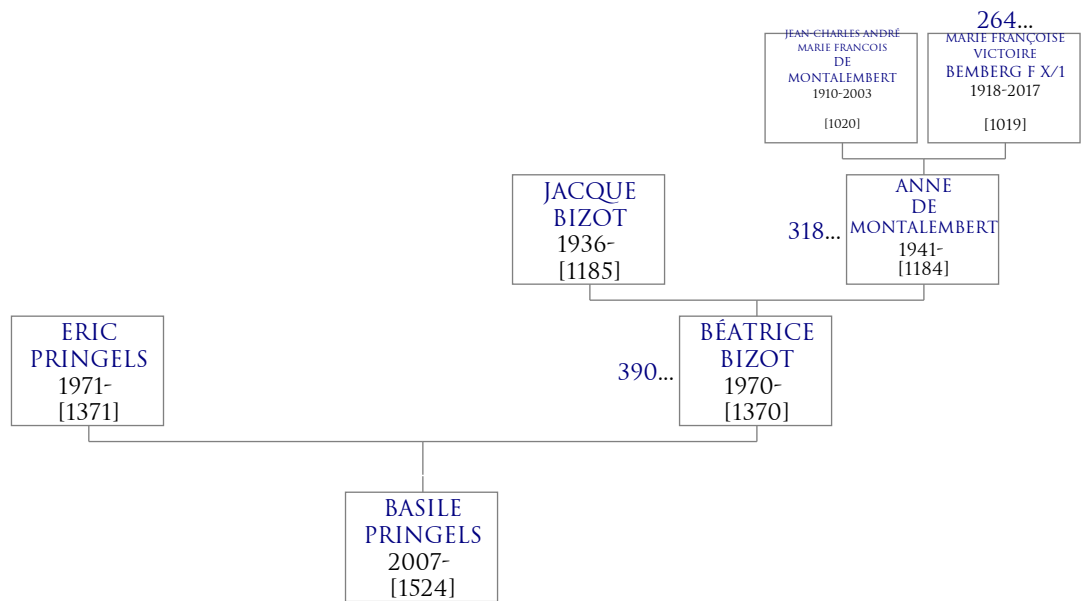 264...
JEAN-CHARLES ANDRÉ
MARIE FRANCOIS
DE
MONTALEMBERT
1910-2003
[1020]
MARIE FRANÇOISE
VICTOIRE
BEMBERG F X/1
1918-2017
[1019]
JACQUE
BIZOT
1936-
[1185]
318...
ANNE
DE
MONTALEMBERT
1941-
[1184]
ERIC
PRINGELS
1971-
[1371]
390...
BÉATRICE
BIZOT
1970-
[1370]
BASILE
PRINGELS
2007-
[1524]